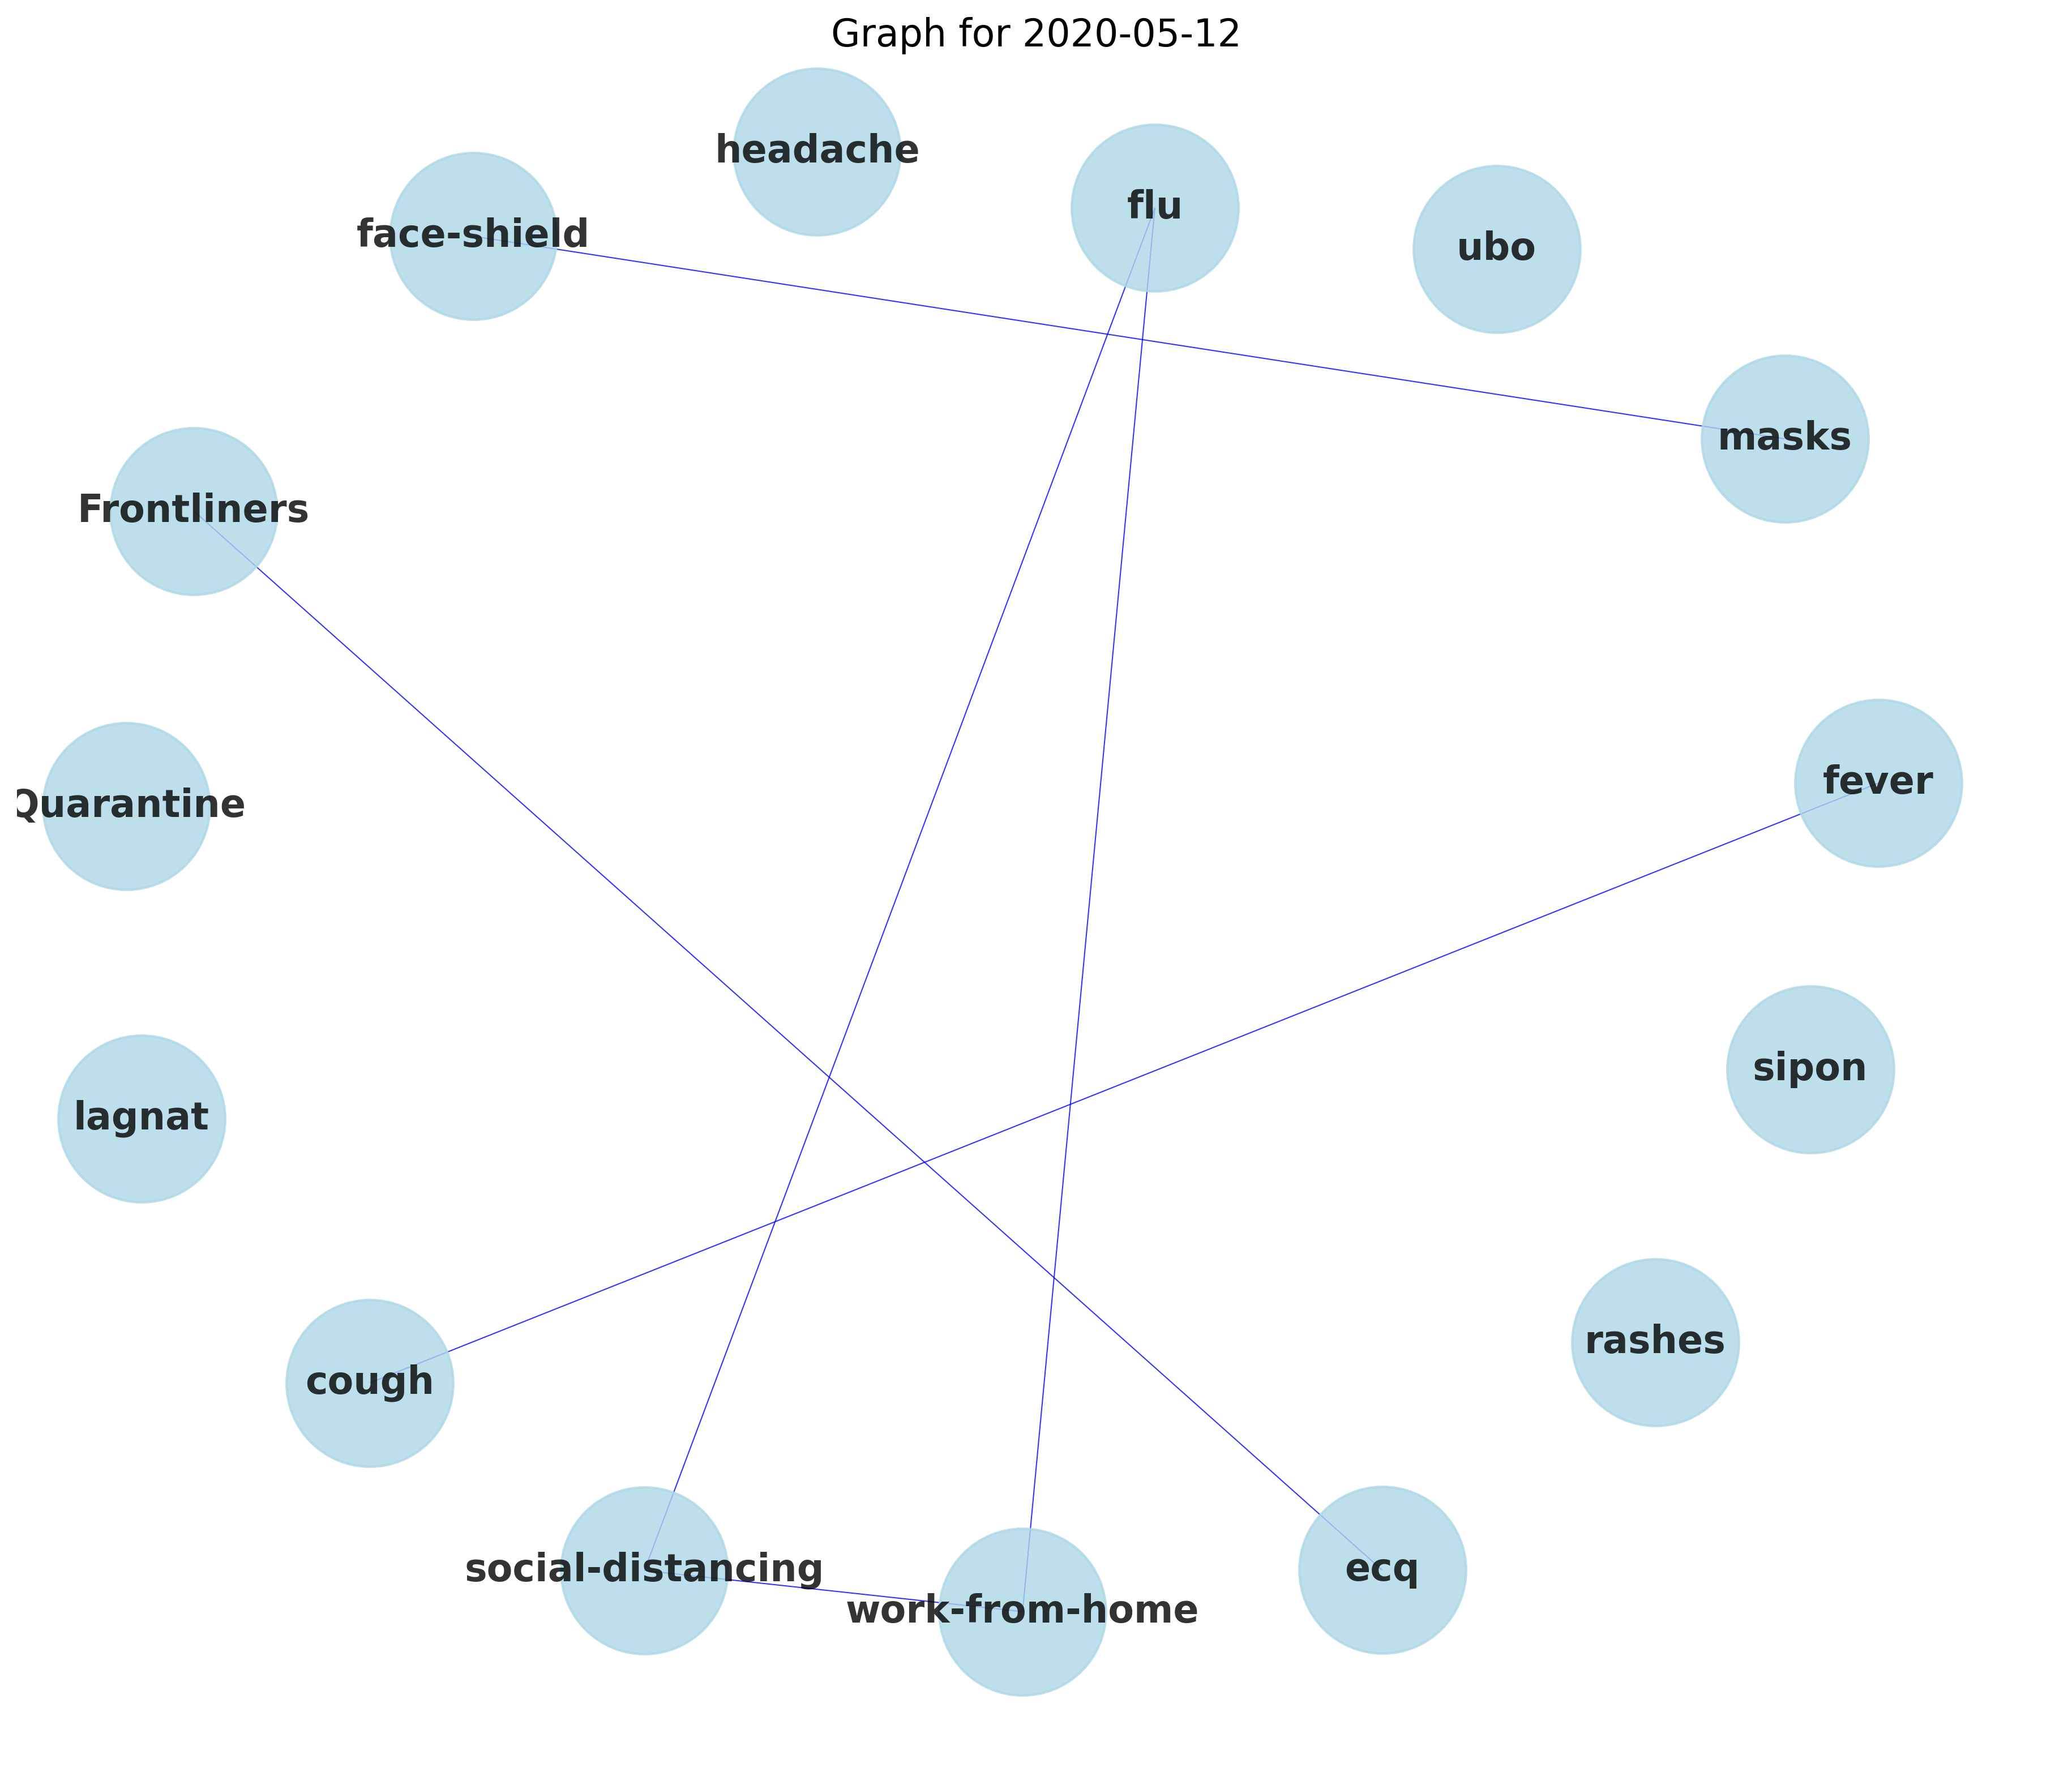 Graph for 2020-05-12
headache
flu
face-shield
ubo
masks
Frontliners
fever
Quarantine
sipon
lagnat
rashes
cough
social-distancing
ecq
work-from-home